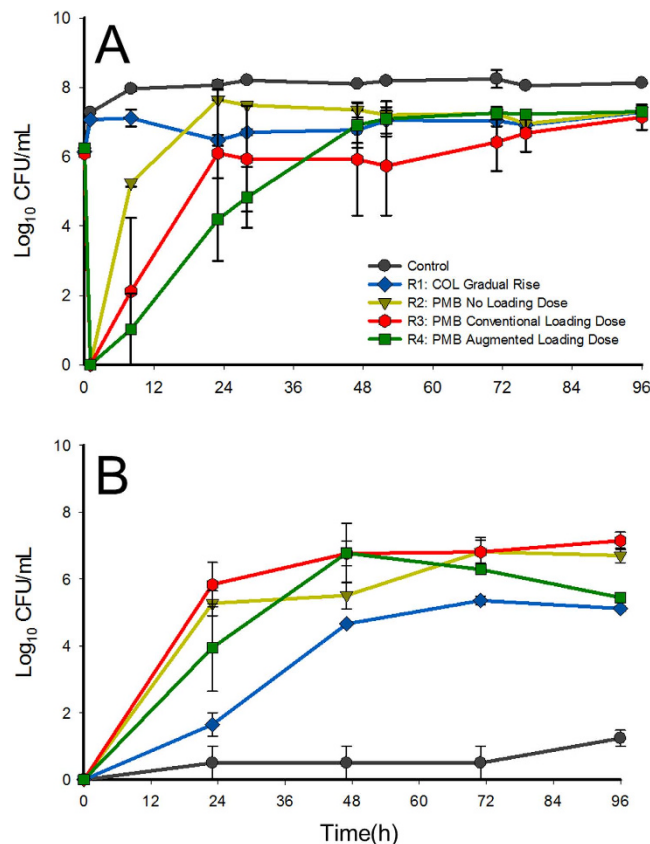 A
10
8
6
4
2
0
Log10 CFU/mL
0 12 24 36 48 60 72 84 96
Control
R1: COL Gradual Rise
R2: PMB No Loading Dose
R3: PMB Conventional Loading Dose
R4: PMB Augmented Loading Dose
B
10
8
6
4
2
0
Log10 CFU/mL
0 12 24 36 48 60 72 84 96
Time(h)